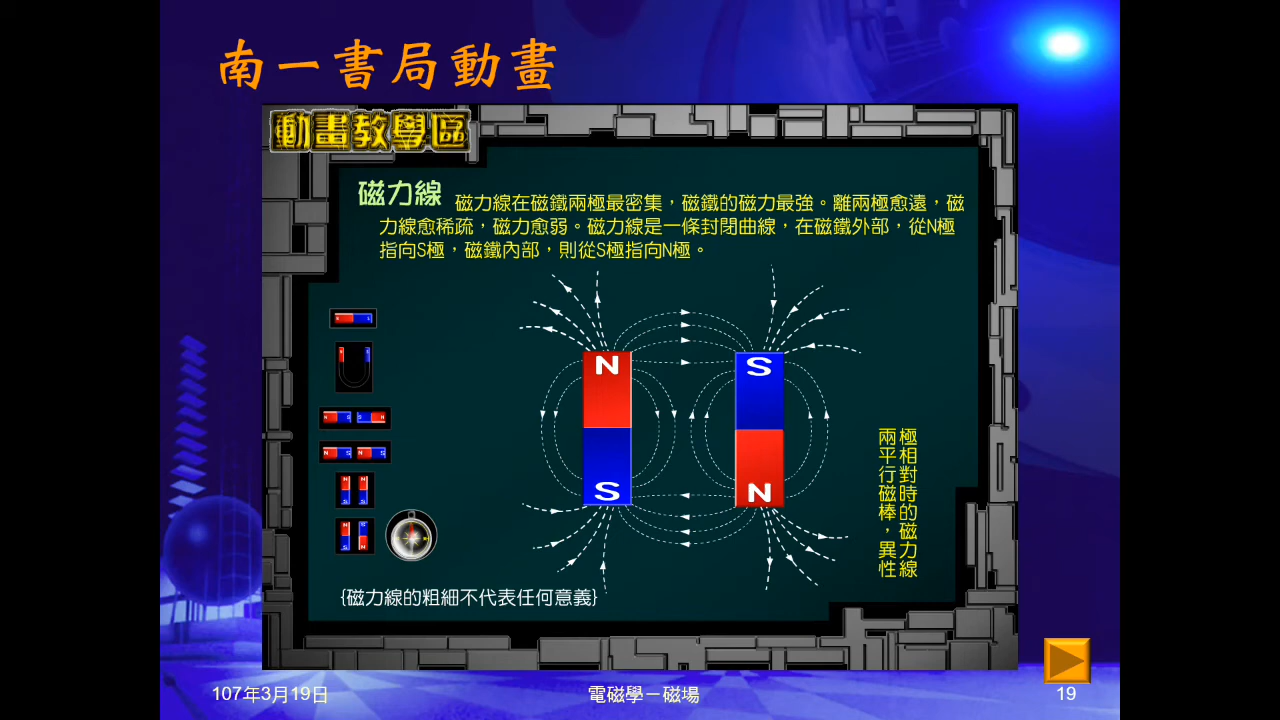 南一書局動畫
動畫教學區
磁力線
磁力線在磁鐵兩極最密集，磁鐵的磁力最強。離兩極愈遠，磁
力線愈稀疏，磁力愈弱。磁力線是一條封閉曲線，在磁鐵外部，從N極
指向S極，磁鐵內部，則從S極指向N極。
N
S
S
N
兩平行磁棒，異性
極相對時的磁力線
{磁力線的粗細不代表任何意義}
107年3月19日
電磁學－磁場
19